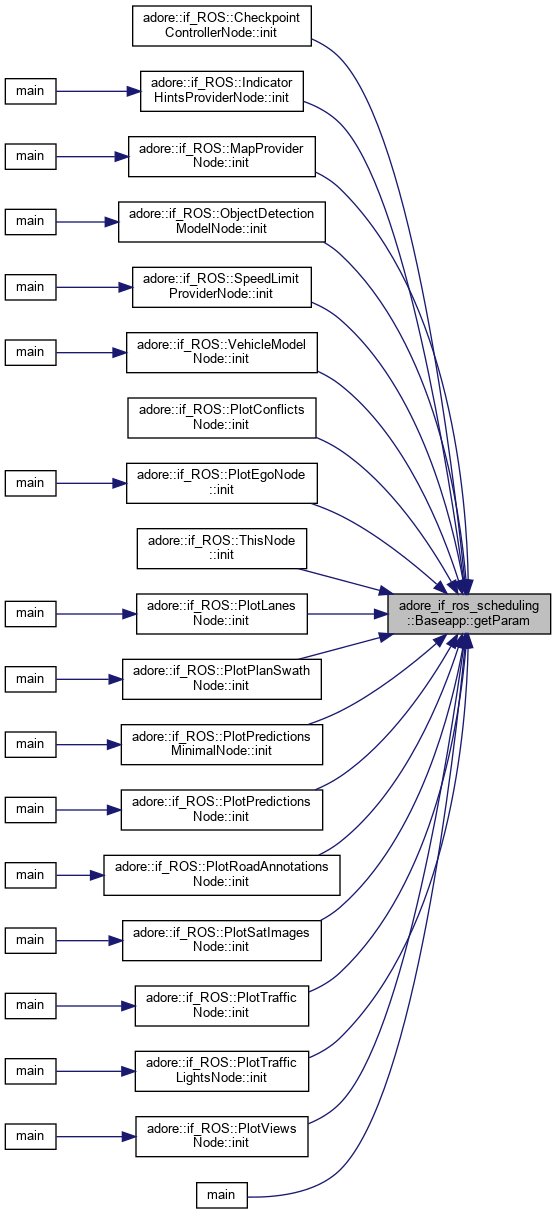 adore::if_ROS::Checkpoint
ControllerNode::init
main
adore::if_ROS::Indicator
HintsProviderNode::init
main
adore::if_ROS::MapProvider
Node::init
main
adore::if_ROS::ObjectDetection
ModelNode::init
main
adore::if_ROS::SpeedLimit
ProviderNode::init
main
adore::if_ROS::VehicleModel
Node::init
adore::if_ROS::PlotConflicts
Node::init
main
adore::if_ROS::PlotEgoNode
::init
adore::if_ROS::ThisNode
::init
adore_if_ros_scheduling
::Baseapp::getParam
main
adore::if_ROS::PlotLanes
Node::init
main
adore::if_ROS::PlotPlanSwath
Node::init
main
adore::if_ROS::PlotPredictions
MinimalNode::init
main
adore::if_ROS::PlotPredictions
Node::init
main
adore::if_ROS::PlotRoadAnnotations
Node::init
main
adore::if_ROS::PlotSatImages
Node::init
main
adore::if_ROS::PlotTraffic
Node::init
main
adore::if_ROS::PlotTraffic
LightsNode::init
main
adore::if_ROS::PlotViews
Node::init
main